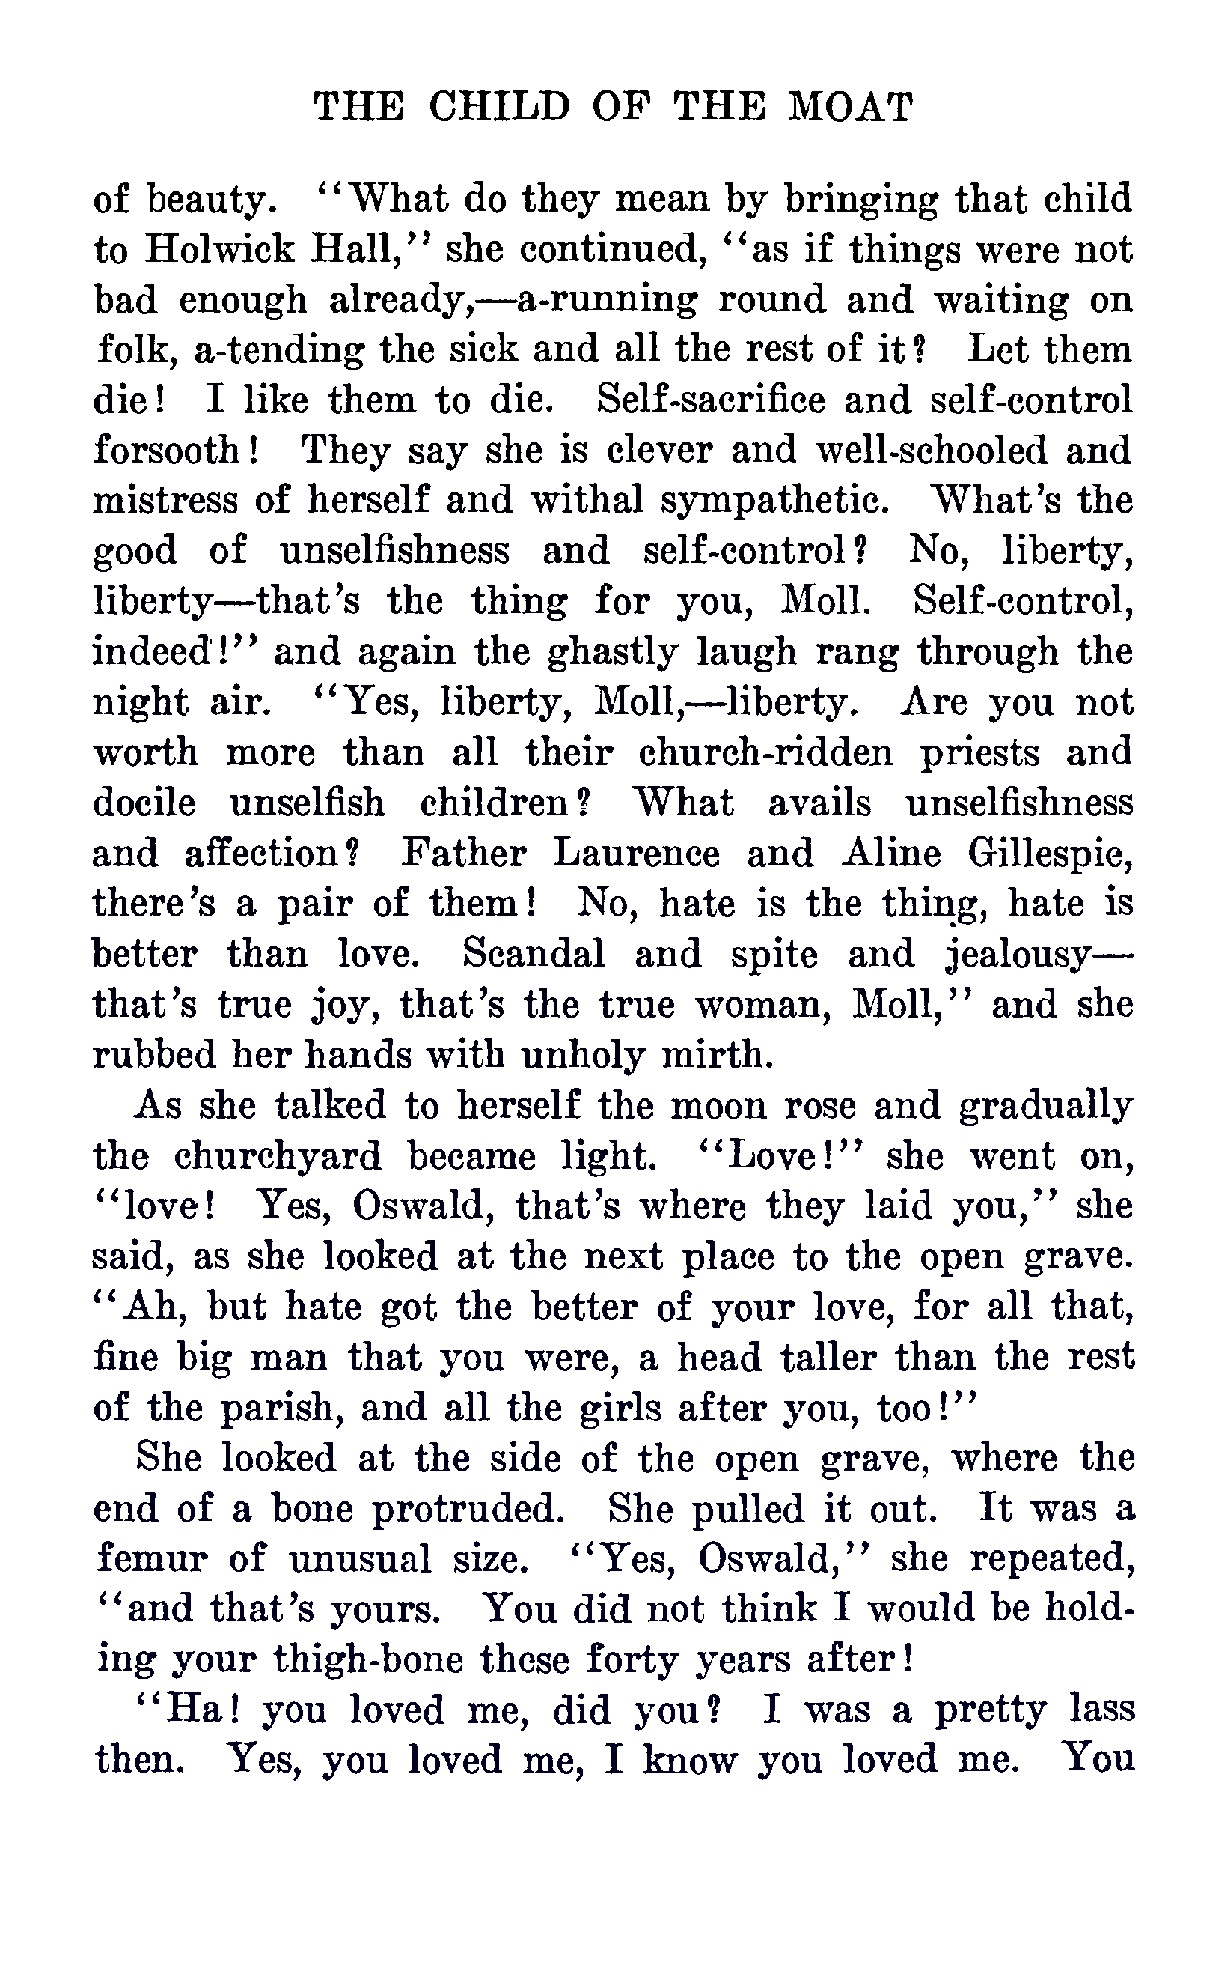 THE CHILD OF THE MOAT
of beauty. "What do they mean by bringing that child
to Holwick Hall," she continued, "as if things were not
bad enough already,—a-running round and waiting on
folk, a-tending the sick and all the rest of it? Let them
die! I like them to die. Self-sacrifice and self-control
forsooth! They say she is clever and well-schooled and
mistress of herself and withal sympathetic. What's the
good of unselfishness and self-control? No, liberty,
liberty—that's the thing for you, Moll. Self-control,
indeed!" and again the ghastly laugh rang through the
night air. "Yes, liberty, Moll,—liberty. Are you not
worth more than all their church-ridden priests and
docile unselfish children? What avails unselfishness
and affection? Father Laurence and Aline Gillespie,
there's a pair of them! No, hate is the thing, hate is
better than love. Scandal and spite and jealousy—
that's true joy, that's the true woman, Moll," and she
rubbed her hands with unholy mirth.
As she talked to herself the moon rose and gradually
the churchyard became light. "Love!" she went on,
"love! Yes, Oswald, that's where they laid you," she
said, as she looked at the next place to the open grave.
"Ah, but hate got the better of your love, for all that,
fine big man that you were, a head taller than the rest
of the parish, and all the girls after you, too!"
She looked at the side of the open grave, where the
end of a bone protruded. She pulled it out. It was a
femur of unusual size. "Yes, Oswald," she repeated,
"and that's yours. You did not think I would be hold-
ing your thigh-bone these forty years after!
"Ha! you loved me, did you? I was a pretty lass
then. Yes, you loved me, I know you loved me. You